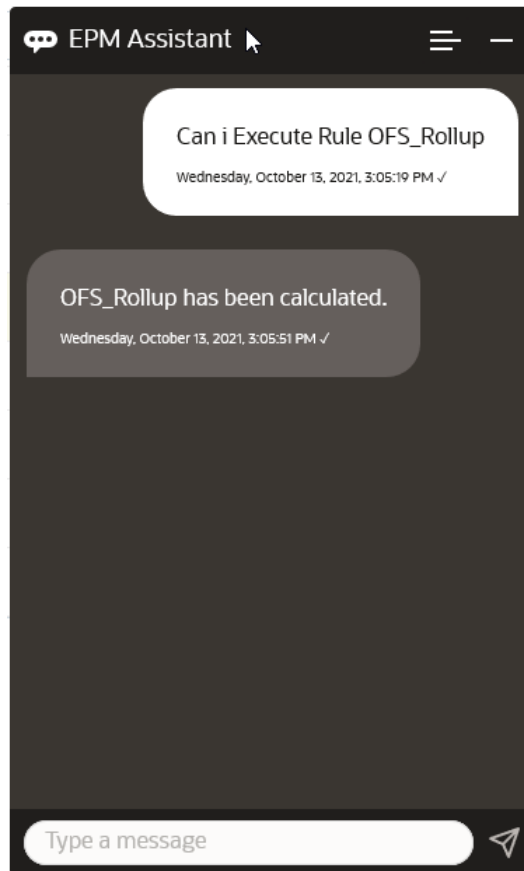 EPM Assistant
Can i Execute Rule OFS_Rollup
Wednesday, October 13, 2021, 3:05:19 PM ✓
OFS_Rollup has been calculated.
Wednesday, October 13, 2021, 3:05:51 PM ✓
Type a message